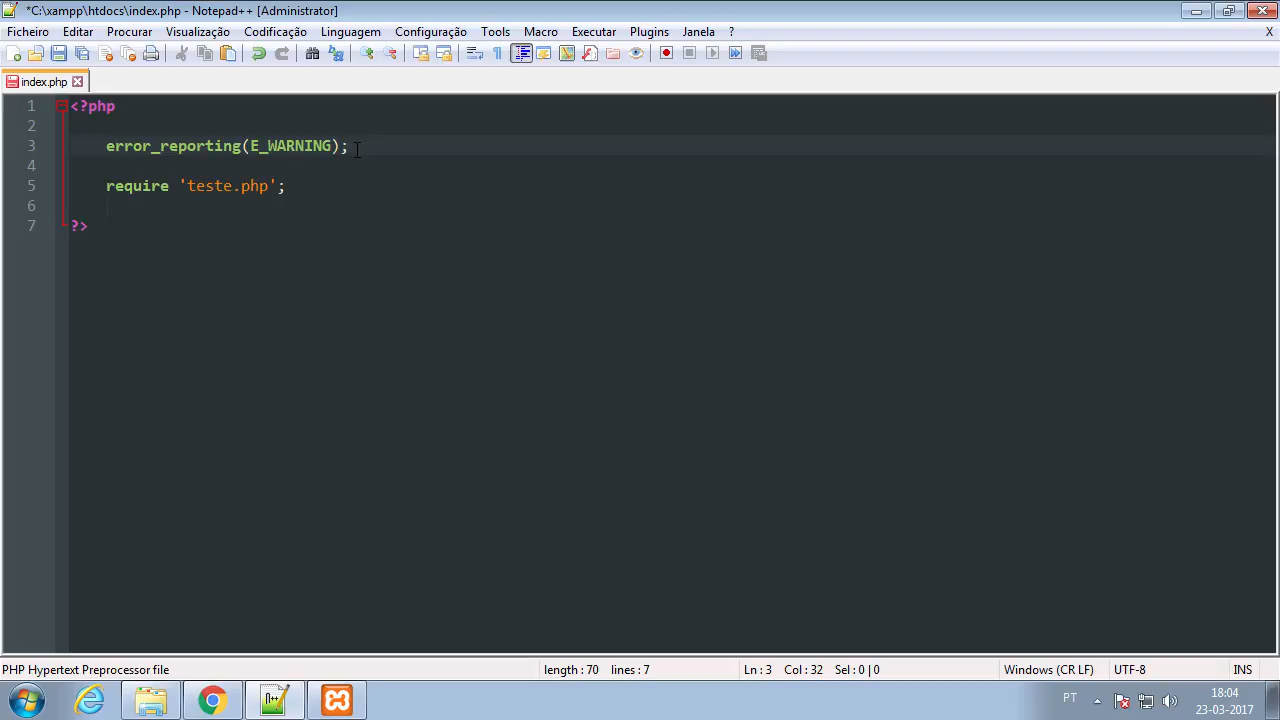 *C:\xampp\htdocs\index.php - Notepad++ [Administrator]
Ficheiro Editar Procurar Visualização Codificação Linguagem Configuração Tools Macro Executar Plugins Janela ? X
index.php
1 <?php
2
3 error_reporting(E_WARNING);
4
5 require 'teste.php';
6
7 ?>
PHP Hypertext Preprocessor file length : 70 lines : 7 Ln : 3 Col : 32 Sel : 0 | 0 Windows (CR LF) UTF-8 INS
PT
18:04
23-03-2017